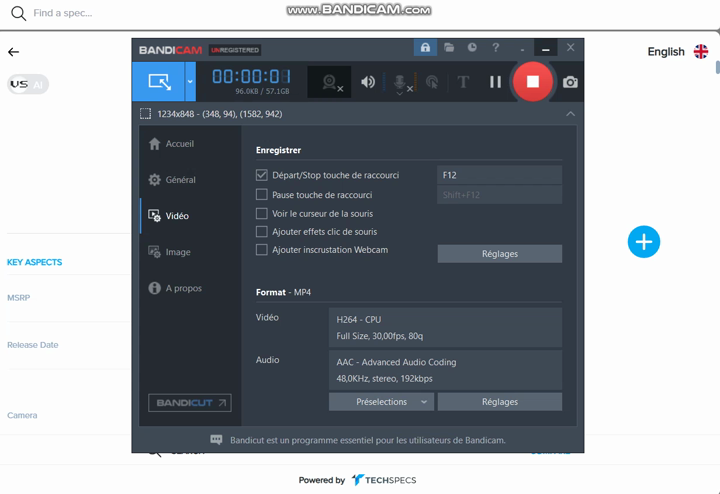 www.BANDICAM.com
Find a spec...
BANDICAM UNREGISTERED
English
VS AI
00:00:01
96.0KB / 57.1GB
1234x848 - (348, 94), (1582, 942)
Accueil
Général
Vidéo
Image
A propos
BANDICUT
Enregistrer
Départ/Stop touche de raccourci
F12
Pause touche de raccourci
Shift+F12
Voir le curseur de la souris
Ajouter effets clic de souris
Ajouter inscrustation Webcam
Réglages
Format - MP4
Vidéo
H264 - CPU
Full Size, 30,00fps, 80q
Audio
AAC - Advanced Audio Coding
48,0KHz, stereo, 192kbps
Préselections
Réglages
Bandicut est un programme essentiel pour les utilisateurs de Bandicam.
KEY ASPECTS
MSRP
Release Date
Camera
Powered by TECHSPECS